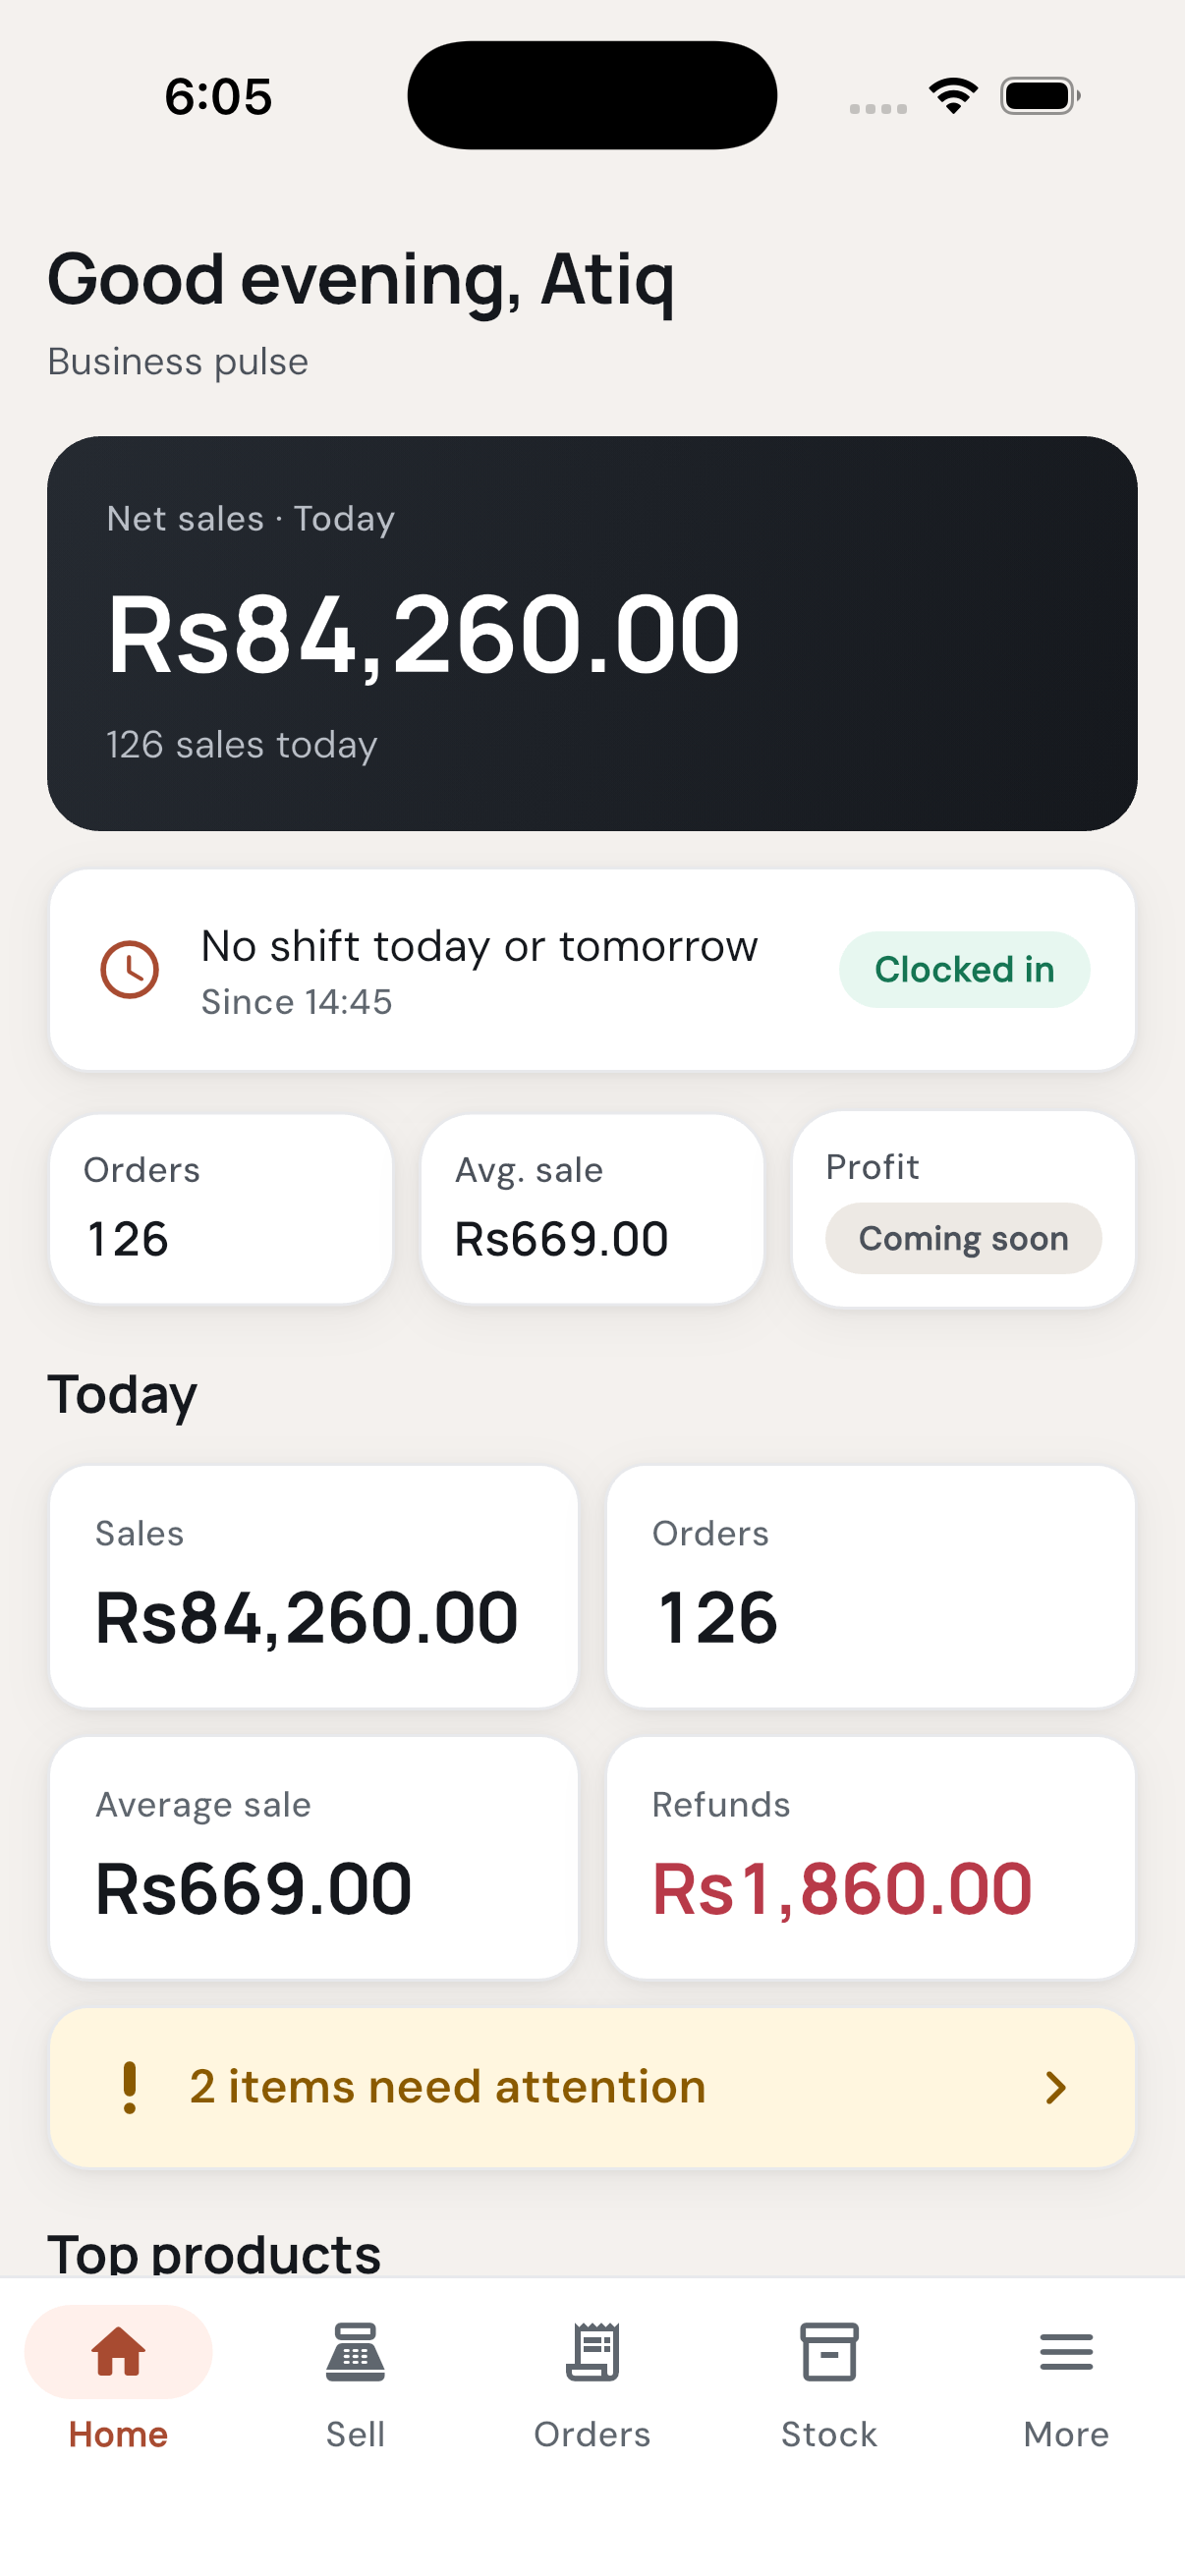 6:05
Good evening, Atiq
Business pulse
Net sales · Today
Rs84,260.00
126 sales today
No shift today or tomorrow
Since 14:45
Clocked in
Orders
126
Avg. sale
Rs669.00
Profit
Coming soon
Today
Sales
Rs84,260.00
Orders
126
Average sale
Rs669.00
Refunds
Rs1,860.00
2 items need attention
Top products
Home
Sell
Orders
Stock
More